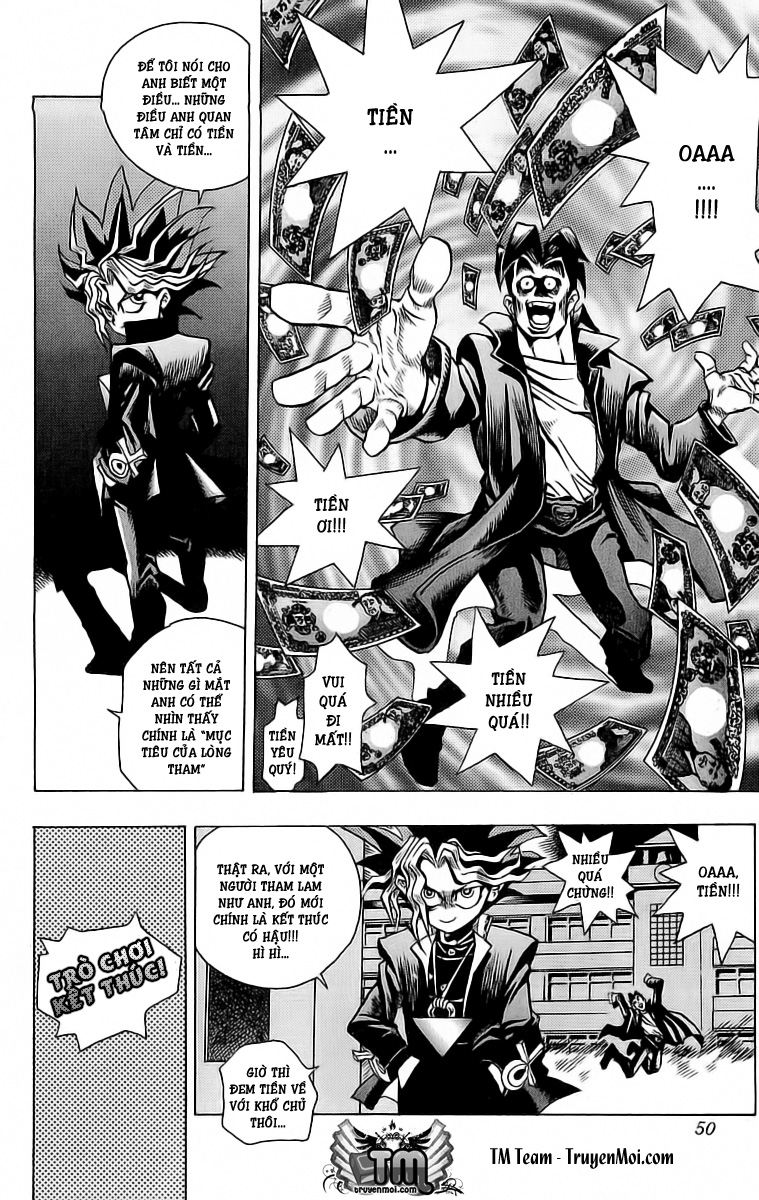 OAAA
....
!!!!
TIỀN
...
TIỀN
ƠI!!!
TIỀN
NHIỀU
QUÁ!!
VUI
QUÁ
ĐI
MẤT!!
TIỀN
YÊU
QUÝ!
ĐỂ TÔI NÓI CHO
ANH BIẾT MỘT
ĐIỀU... NHỮNG
ĐIỀU ANH QUAN
TÂM CHỈ CÓ TIỀN
VÀ TIỀN...
NÊN TẤT CẢ
NHỮNG GÌ MẮT
ANH CÓ THỂ
NHÌN THẤY
CHÍNH LÀ "MỤC
TIÊU CỦA LÒNG
THAM"
OAAA,
TIỀN!!!
NHIỀU
QUÁ
CHỪNG!!
THẬT RA, VỚI MỘT
NGƯỜI THAM LAM
NHƯ ANH, ĐÓ MỚI
CHÍNH LÀ KẾT THÚC
CÓ HẬU!!!
HÌ HÌ...
GIỜ THÌ
ĐEM TIỀN VỀ
VỚI KHỔ CHỦ
THÔI...
TRÒ CHƠI
KẾT THÚC!
50
TM
truyenmoi.com
TM Team - TruyenMoi.com